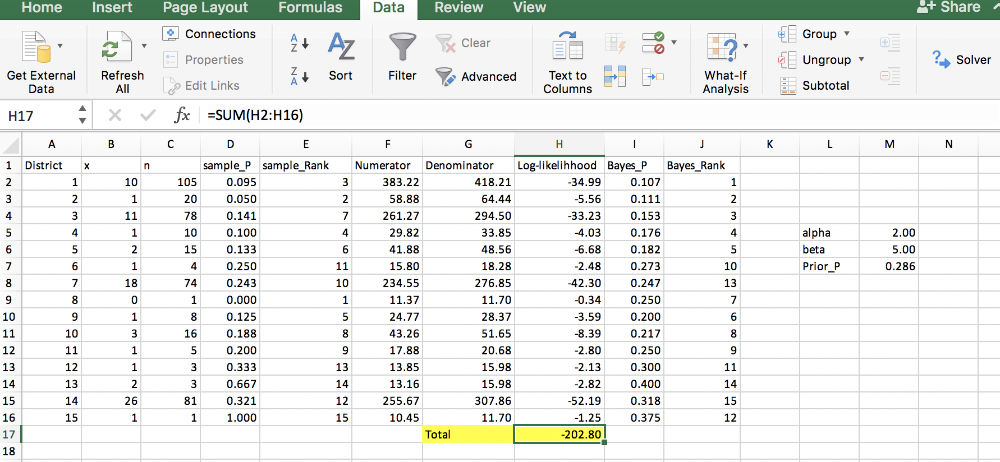 Home Insert Page Layout Formulas Data Review View Share
Get External Data
Refresh All
Connections
Properties
Edit Links
A Z
Z A
Sort
Filter
Clear
Advanced
Text to Columns
What-If Analysis
Group
Ungroup
Subtotal
Solver
H17 fx =SUM(H2:H16)
A B C D E F G H I J K L M N
1 District x n sample_P sample_Rank Numerator Denominator Log-likelihhood Bayes_P Bayes_Rank
2 1 10 105 0.095 3 383.22 418.21 -34.99 0.107 1
3 2 1 20 0.050 2 58.88 64.44 -5.56 0.111 2
4 3 11 78 0.141 7 261.27 294.50 -33.23 0.153 3
5 4 1 10 0.100 4 29.82 33.85 -4.03 0.176 4 alpha 2.00
6 5 2 15 0.133 6 41.88 48.56 -6.68 0.182 5 beta 5.00
7 6 1 4 0.250 11 15.80 18.28 -2.48 0.273 10 Prior_P 0.286
8 7 18 74 0.243 10 234.55 276.85 -42.30 0.247 13
9 8 0 1 0.000 1 11.37 11.70 -0.34 0.250 7
10 9 1 8 0.125 5 24.77 28.37 -3.59 0.200 6
11 10 3 16 0.188 8 43.26 51.65 -8.39 0.217 8
12 11 1 5 0.200 9 17.88 20.68 -2.80 0.250 9
13 12 1 3 0.333 13 13.85 15.98 -2.13 0.300 11
14 13 2 3 0.667 14 13.16 15.98 -2.82 0.400 14
15 14 26 81 0.321 12 255.67 307.86 -52.19 0.318 15
16 15 1 1 1.000 15 10.45 11.70 -1.25 0.375 12
17 Total -202.80
18